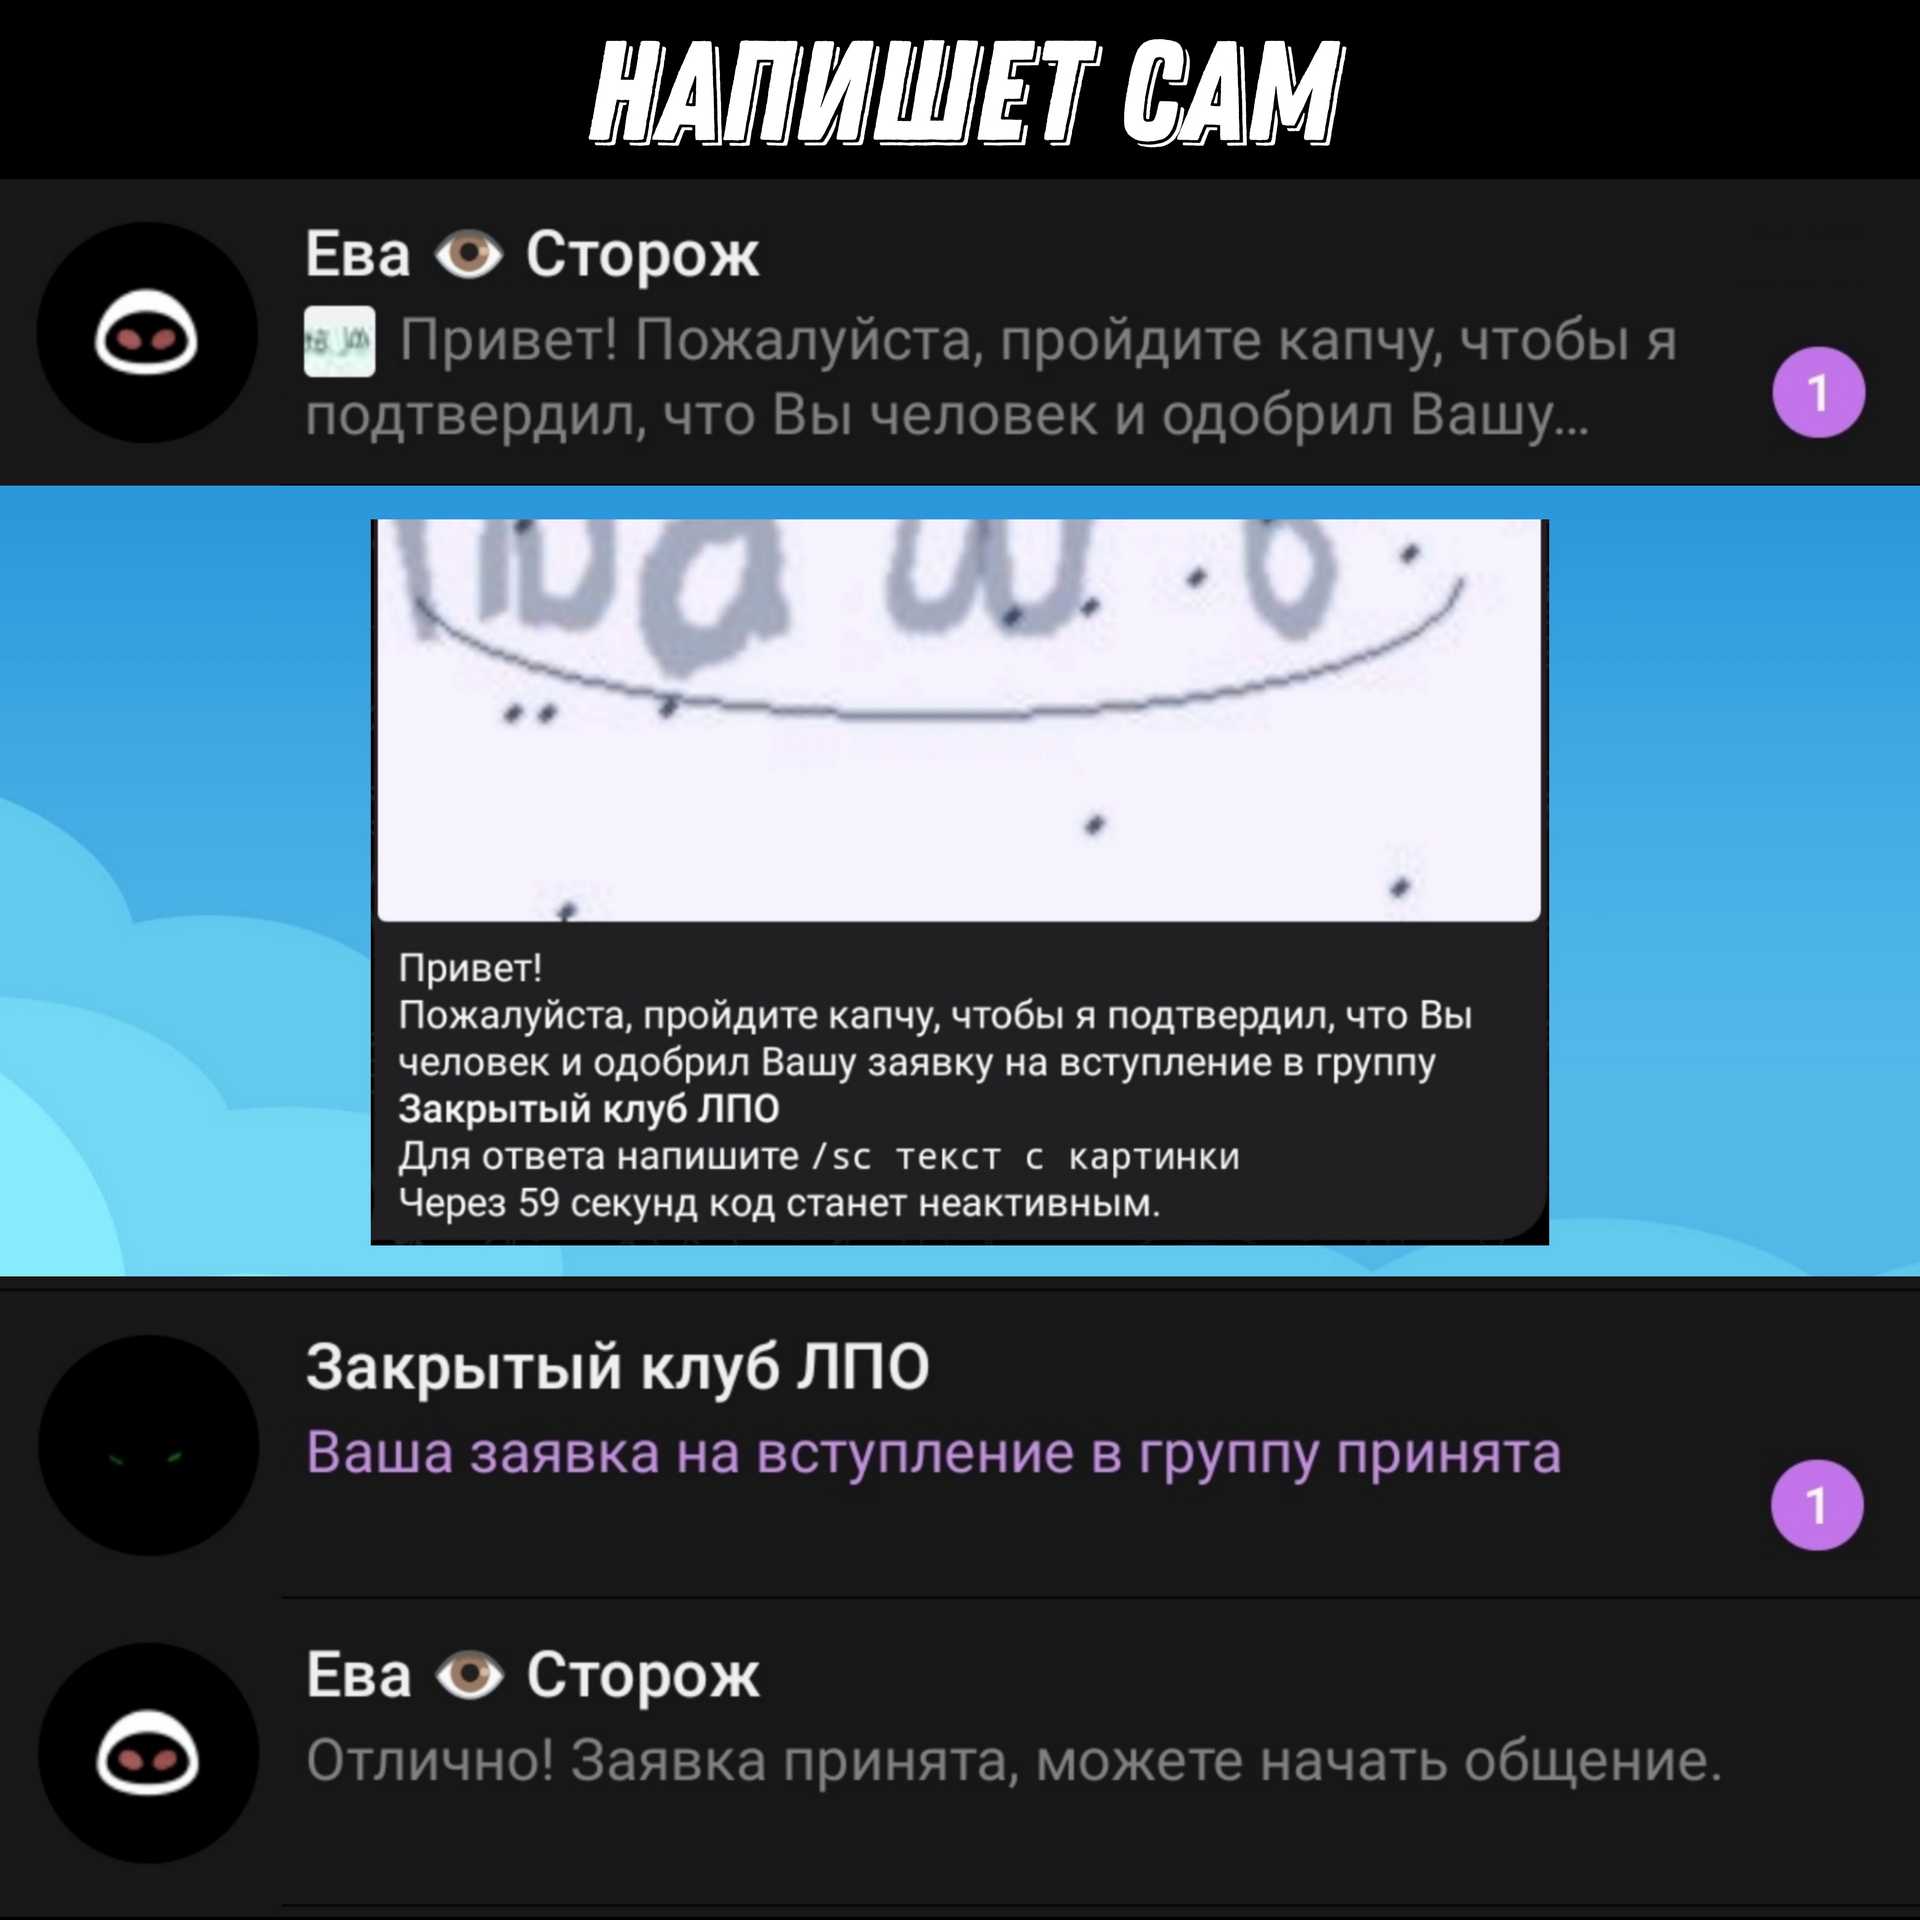 НАПИШЕТ САМ
Ева 👁 Сторож
Привет! Пожалуйста, пройдите капчу, чтобы я
подтвердил, что Вы человек и одобрил Вашу...
1
Привет!
Пожалуйста, пройдите капчу, чтобы я подтвердил, что Вы
человек и одобрил Вашу заявку на вступление в группу
Закрытый клуб ЛПО
Для ответа напишите /sc текст с картинки
Через 59 секунд код станет неактивным.
Закрытый клуб ЛПО
Ваша заявка на вступление в группу принята
1
Ева 👁 Сторож
Отлично! Заявка принята, можете начать общение.